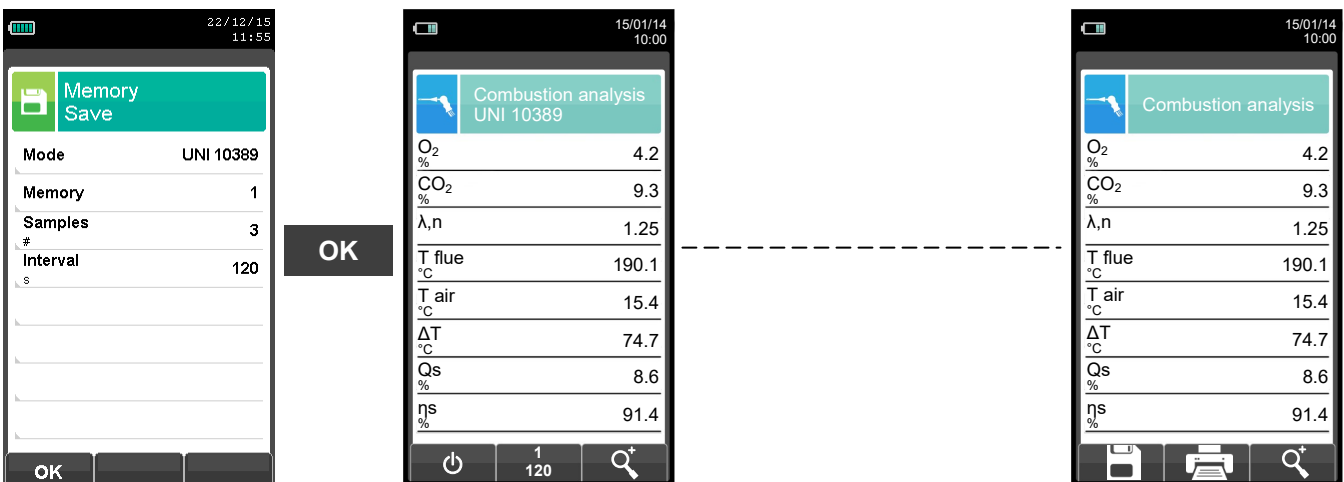 22/12/15
11:55
Memory
Save
Mode UNI 10389
Memory 1
Samples 3
#
Interval 120
s
OK
OK
15/01/14
10:00
Combustion analysis
UNI 10389
O₂ 4.2
%
CO₂ 9.3
%
λ,n 1.25
T flue 190.1
°C
T air 15.4
°C
ΔT 74.7
°C
Qs 8.6
%
ηs 91.4
%
1
120
15/01/14
10:00
Combustion analysis
O₂ 4.2
%
CO₂ 9.3
%
λ,n 1.25
T flue 190.1
°C
T air 15.4
°C
ΔT 74.7
°C
Qs 8.6
%
ηs 91.4
%